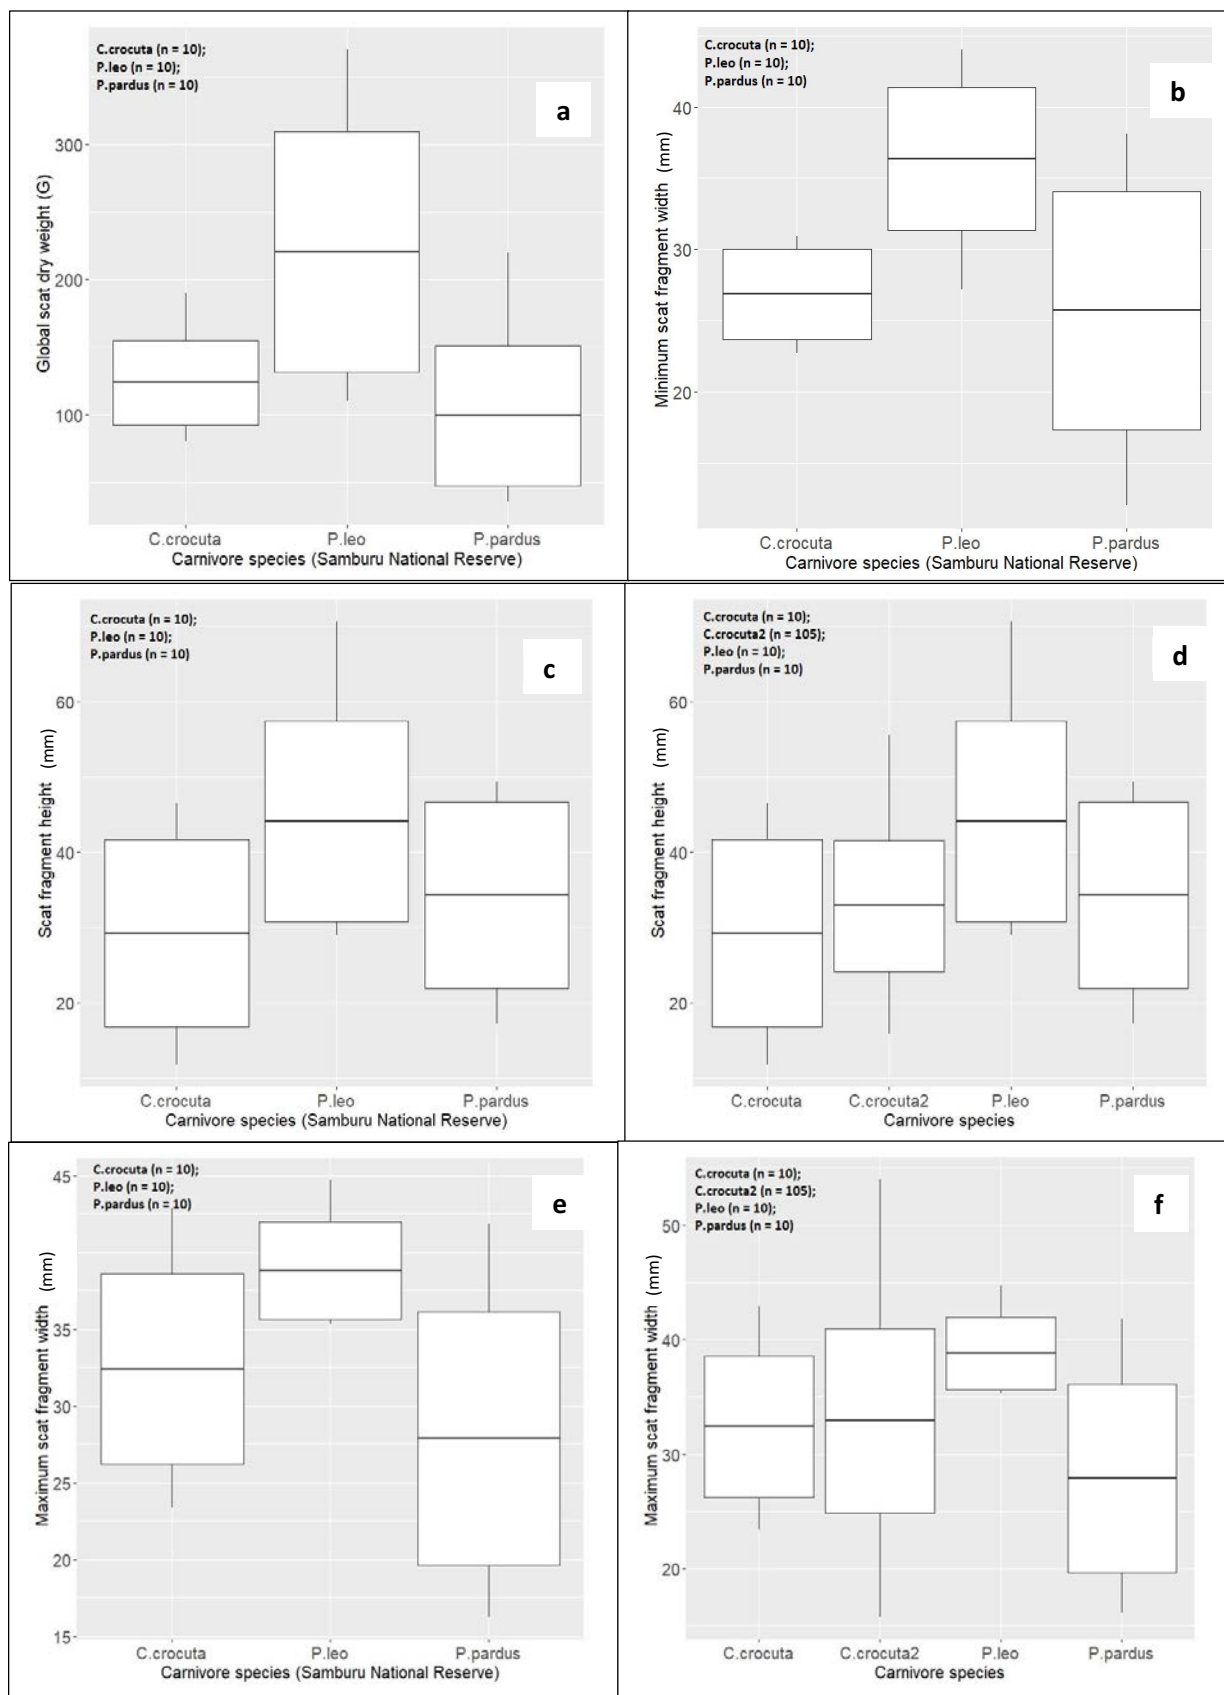 C.crocuta (n = 10);
P.leo (n = 10);
P.pardus (n = 10)
a
Global scat dry weight (G)
300
200
100
C.crocuta
P.leo
P.pardus
Carnivore species (Samburu National Reserve)
C.crocuta (n = 10);
P.leo (n = 10);
P.pardus (n = 10)
b
Minimum scat fragment width (mm)
40
30
20
C.crocuta
P.leo
P.pardus
Carnivore species (Samburu National Reserve)
C.crocuta (n = 10);
P.leo (n = 10);
P.pardus (n = 10)
c
Scat fragment height (mm)
60
40
20
C.crocuta
P.leo
P.pardus
Carnivore species (Samburu National Reserve)
C.crocuta (n = 10);
C.crocuta2 (n = 105);
P.leo (n = 10);
P.pardus (n = 10)
d
Scat fragment height (mm)
60
40
20
C.crocuta
C.crocuta2
P.leo
P.pardus
Carnivore species
C.crocuta (n = 10);
P.leo (n = 10);
P.pardus (n = 10)
e
Maximum scat fragment width (mm)
45
35
30
25
20
15
C.crocuta
P.leo
P.pardus
Carnivore species (Samburu National Reserve)
C.crocuta (n = 10);
C.crocuta2 (n = 105);
P.leo (n = 10);
P.pardus (n = 10)
f
Maximum scat fragment width (mm)
50
40
30
20
C.crocuta
C.crocuta2
P.leo
P.pardus
Carnivore species